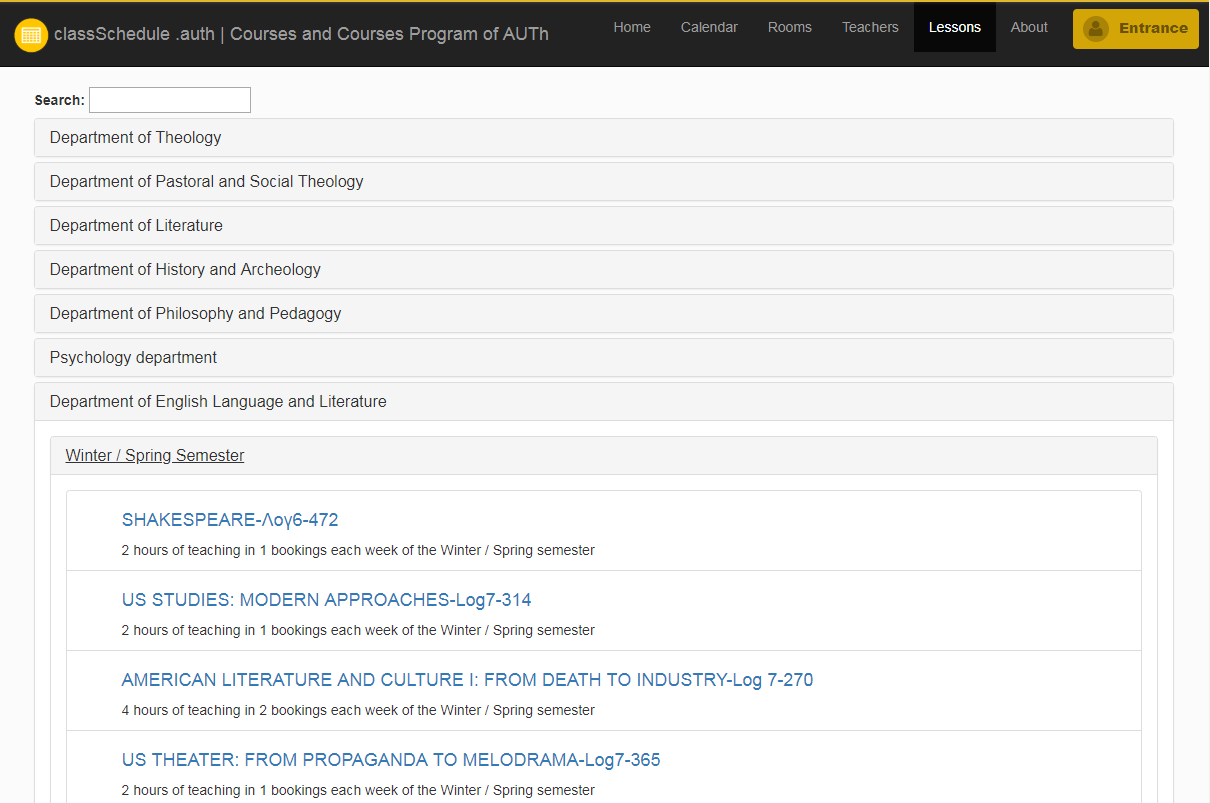 classSchedule .auth | Courses and Courses Program of AUTh
Home Calendar Rooms Teachers Lessons About Entrance
Search:
Department of Theology
Department of Pastoral and Social Theology
Department of Literature
Department of History and Archeology
Department of Philosophy and Pedagogy
Psychology department
Department of English Language and Literature
Winter / Spring Semester
SHAKESPEARE-Λογ6-472
2 hours of teaching in 1 bookings each week of the Winter / Spring semester
US STUDIES: MODERN APPROACHES-Log7-314
2 hours of teaching in 1 bookings each week of the Winter / Spring semester
AMERICAN LITERATURE AND CULTURE I: FROM DEATH TO INDUSTRY-Log 7-270
4 hours of teaching in 2 bookings each week of the Winter / Spring semester
US THEATER: FROM PROPAGANDA TO MELODRAMA-Log7-365
2 hours of teaching in 1 bookings each week of the Winter / Spring semester